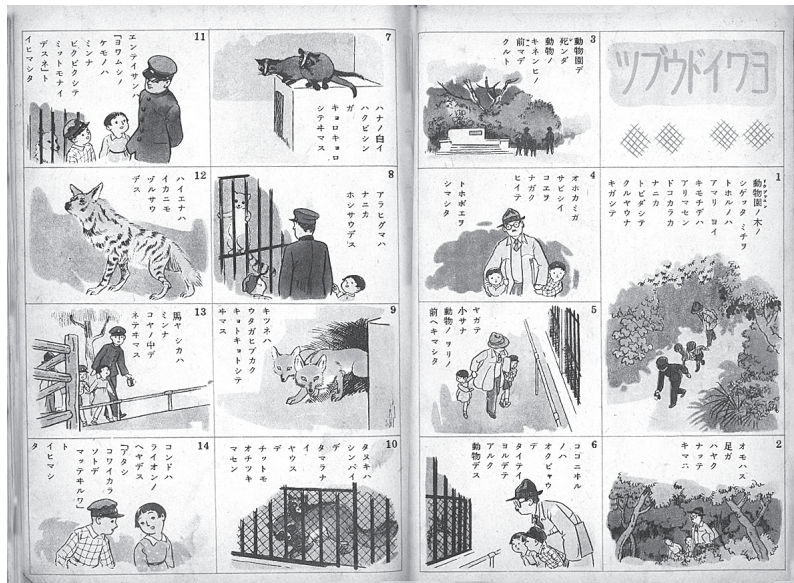 ヨワイドウブツ
1
動物園ノ木ノ
シゲッタ ミチヲ
トホルノハ
アマリ ヨイ
キモチデハ
アリマセン
ドコカラカ
ナニカ
トビダシテ
クルヤウナ
キガシテ
2
オモハズ
足ガ
ハヤク
ナッテ
キマス
3
動物園デ
死ンダ
動物ノ
キネンヒノ
前マデ
クルト
4
オホカミガ
サビシイ
コエヲ
ナガク
ヒイテ
トホボエヲ
シマシタ
5
ヤガテ
小サナ
動物ノ ヲリノ
前ヘキマシタ
6
ココニヰル
ノハ
オクビャウ
デ
タイテイ
ヨルデテ
アルク
動物デス
7
ハナノ白イ
ハクビシン
ガ
キョロキョロ
シテヰマス
8
アラヒグマハ
ナニカ
ホシサウデス
9
キツネハ
ウタガヒブカク
キョトキョトシテ
ヰマス
10
タヌキハ
シンパイ
デ
タマラナ
イ
ヤウス
デ
チットモ
オチツキ
マセン
11
エンテイサンハ
「ヨワムシノ
ケモノハ
ミンナ
ビクビクシテ
ミットモナイ
デスネ」ト
イヒマシタ
12
ハイエナハ
イカニモ
ヅルサウ
デス
13
馬ヤ シカハ
ミンナ
コヤノ中デ
ネテヰマス
14
コンドハ
ライオンノ
ヘヤデス
「アタシ
コワイカラ
ソトデ
マッテヰルワ」
ト
イヒマシ
タ